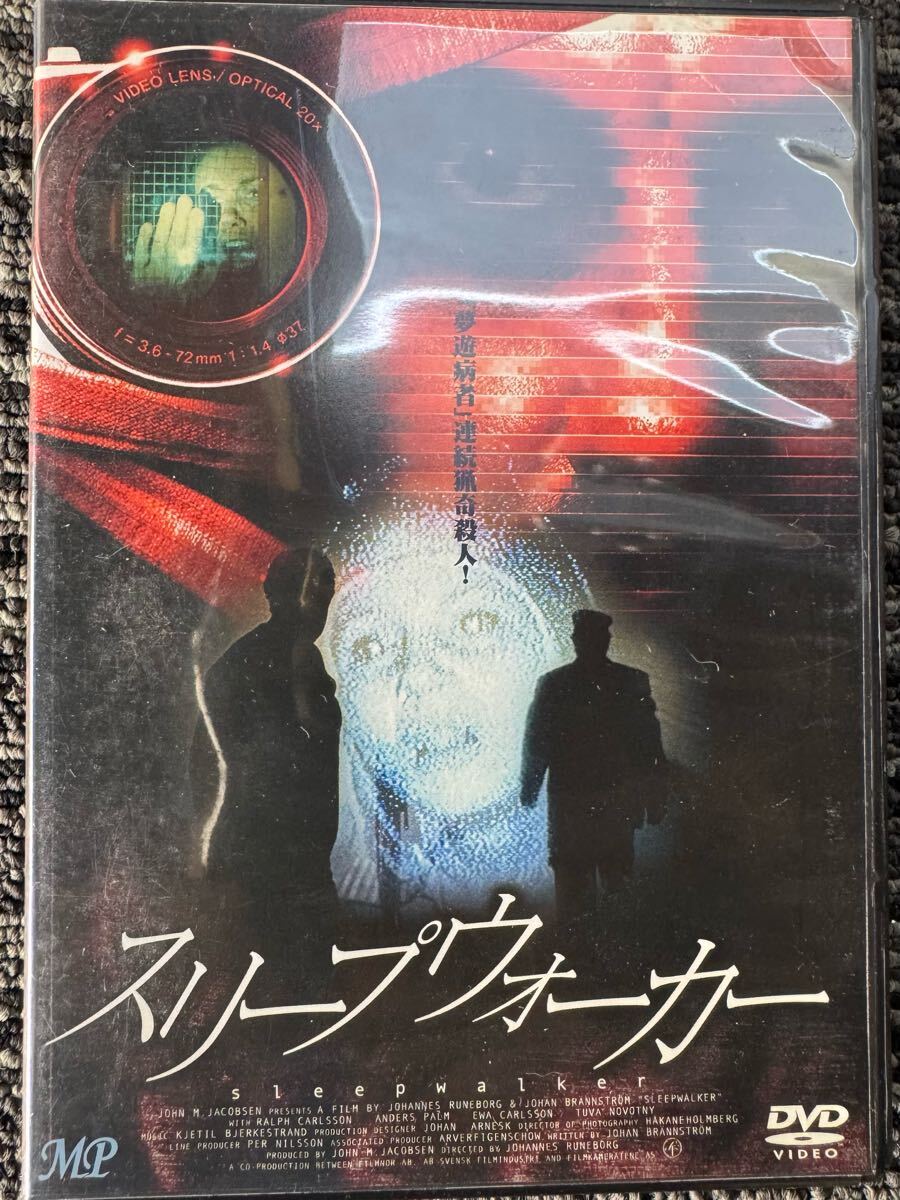 VIDEO LENS / OPTICAL 20×
f = 3.6 - 72mm 1 : 1.4 ø37
「夢遊病者」連続猟奇殺人!
スリープウォーカー
sleepwalker
JOHN M. JACOBSEN PRESENTS A FILM BY JOHANNES RUNEBORG & JOHAN BRÄNNSTRÖM "SLEEPWALKER"
WITH RALPH CARLSSON ANDERS PALM EWA CARLSSON TUVA NOVOTNY
MUSIC KJETIL BJERKESTRAND PRODUCTION DESIGNER JOHAN ARNESK DIRECTOR OF PHOTOGRAPHY HÅKANEHOLMBERG
LINE PRODUCER PER NILSSON ASSOCIATED PRODUCER ARVERFIGENSCHOW WRITTEN BY JOHAN BRANNSTRÖM
PRODUCED BY JOHN M. JACOBSEN DIRECTED BY JOHANNES RUNEBORG
A CO-PRODUCTION BETWEEN FILMNOR AB, AB SVENSK FILMINDUSTRI AND FILMKAMERATENE AS
MP
DVD
VIDEO